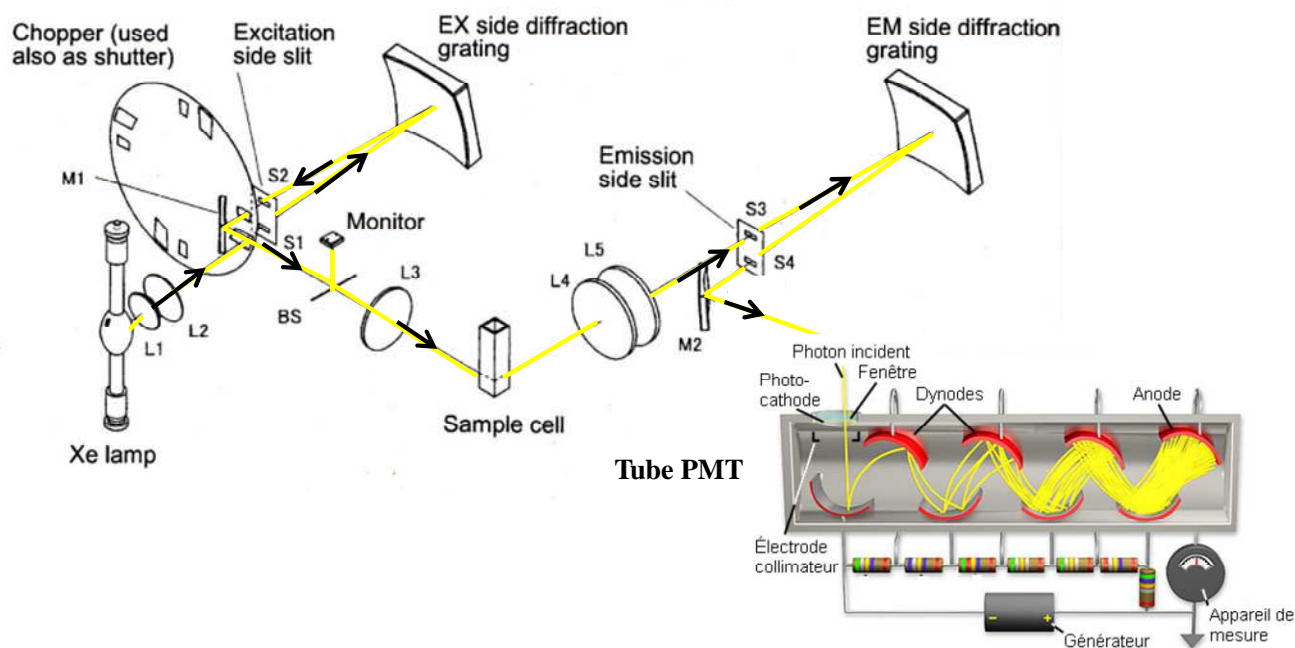 Chopper (used
also as shutter)
Excitation
side slit
EX side diffraction
grating
EM side diffraction
grating
M1
S2
S1
Monitor
Emission
side slit
S3
S4
L5
L4
L3
BS
L2
L1
M2
Xe lamp
Sample cell
Tube PMT
Photon incident
Fenêtre
Photo-
cathode
Dynodes
Anode
Électrode
collimateur
Générateur
Appareil de
mesure
− +